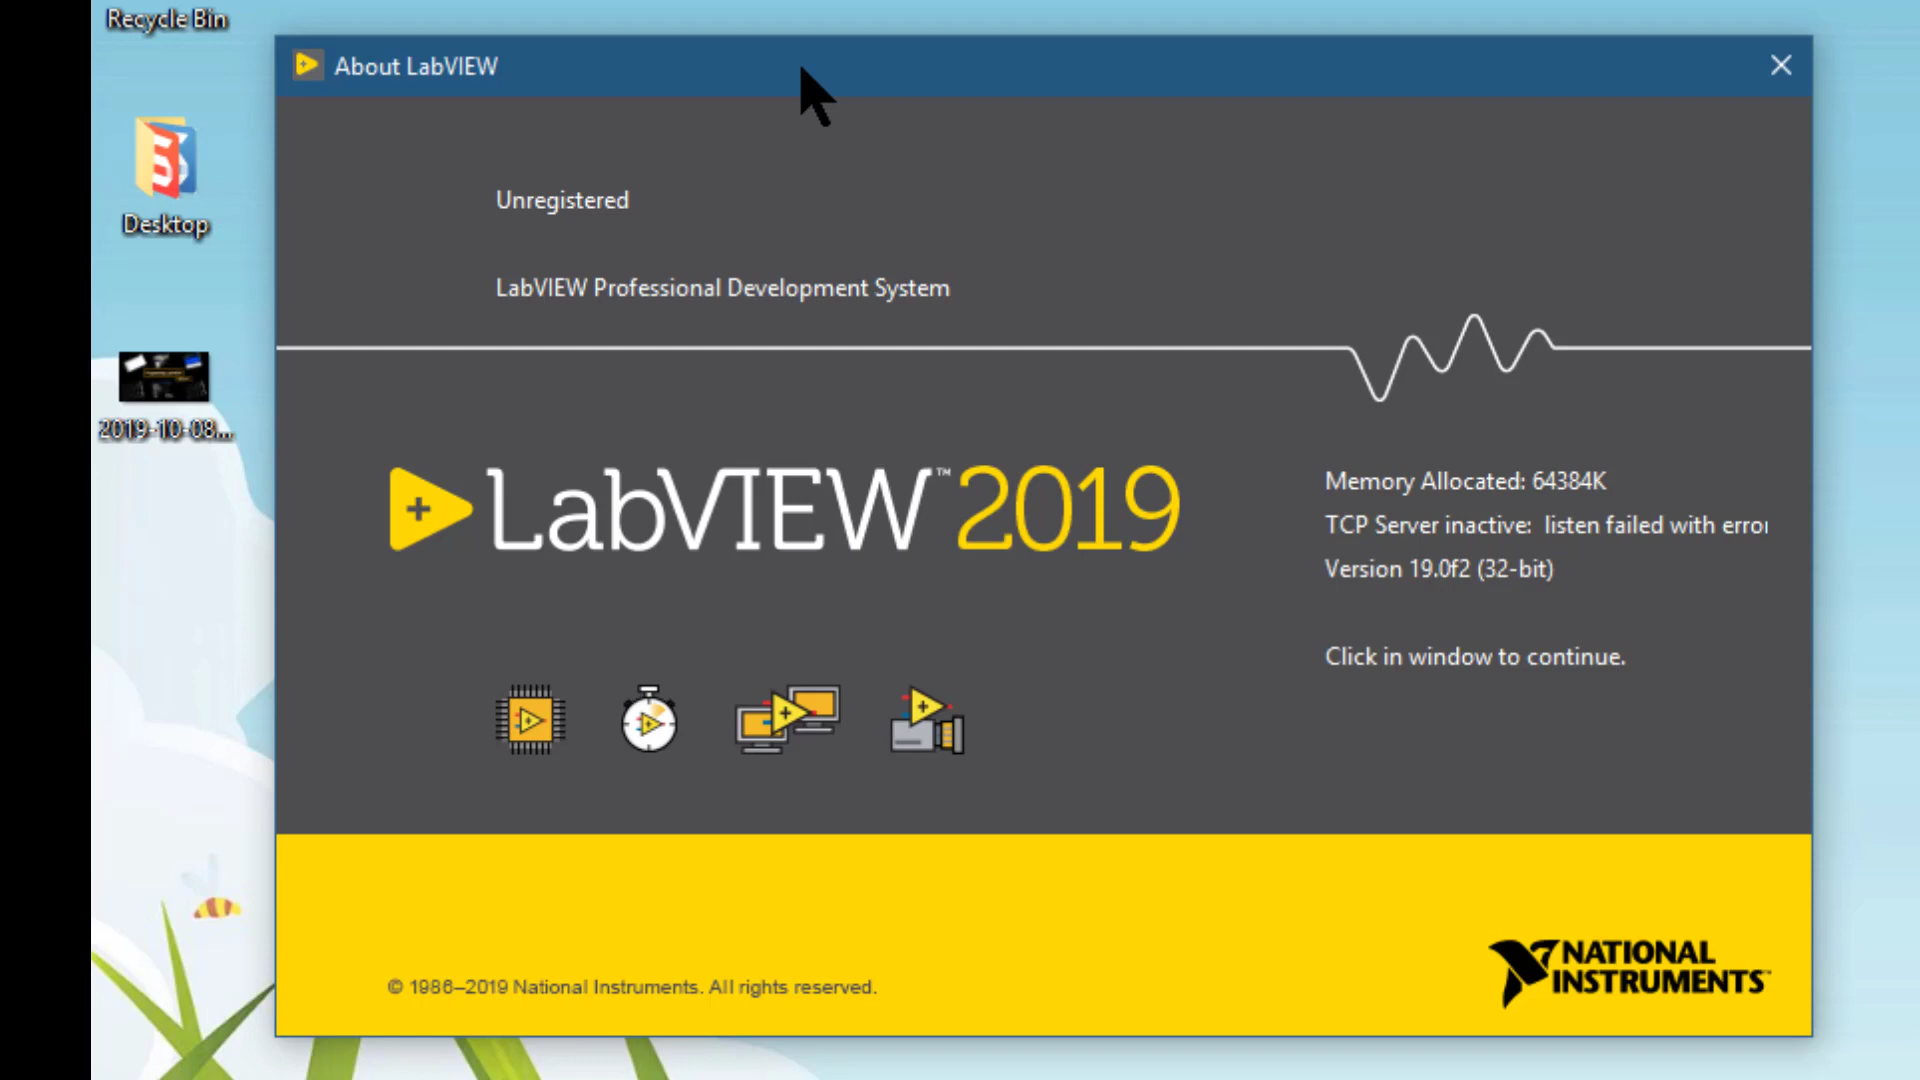 Recycle Bin
About LabVIEW
Desktop
Unregistered
LabVIEW Professional Development System
2019-10-08...
LabVIEW™ 2019
Memory Allocated: 64384K
TCP Server inactive: listen failed with error
Version 19.0f2 (32-bit)
Click in window to continue.
NATIONAL
INSTRUMENTS™
© 1986–2019 National Instruments. All rights reserved.